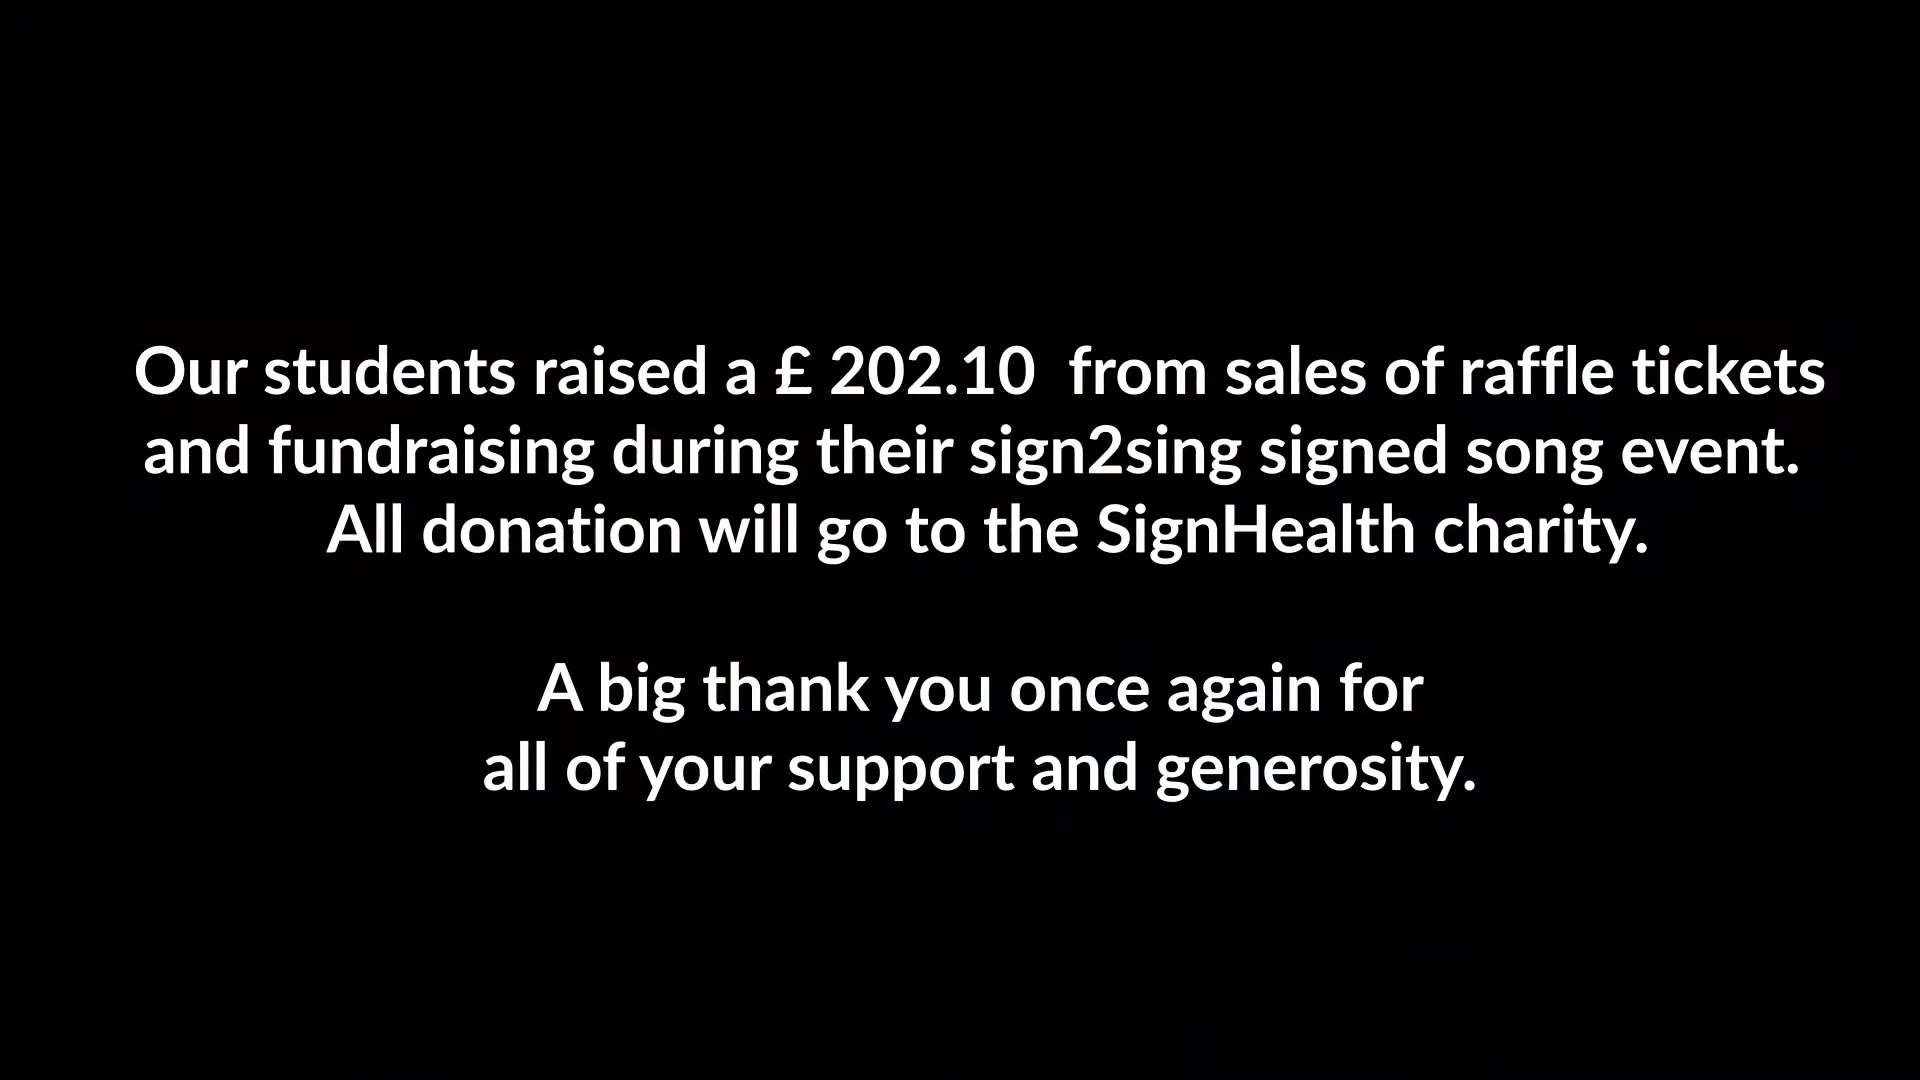 Our students raised a £ 202.10  from sales of raffle tickets
and fundraising during their sign2sing signed song event.
All donation will go to the SignHealth charity.
A big thank you once again for
all of your support and generosity.